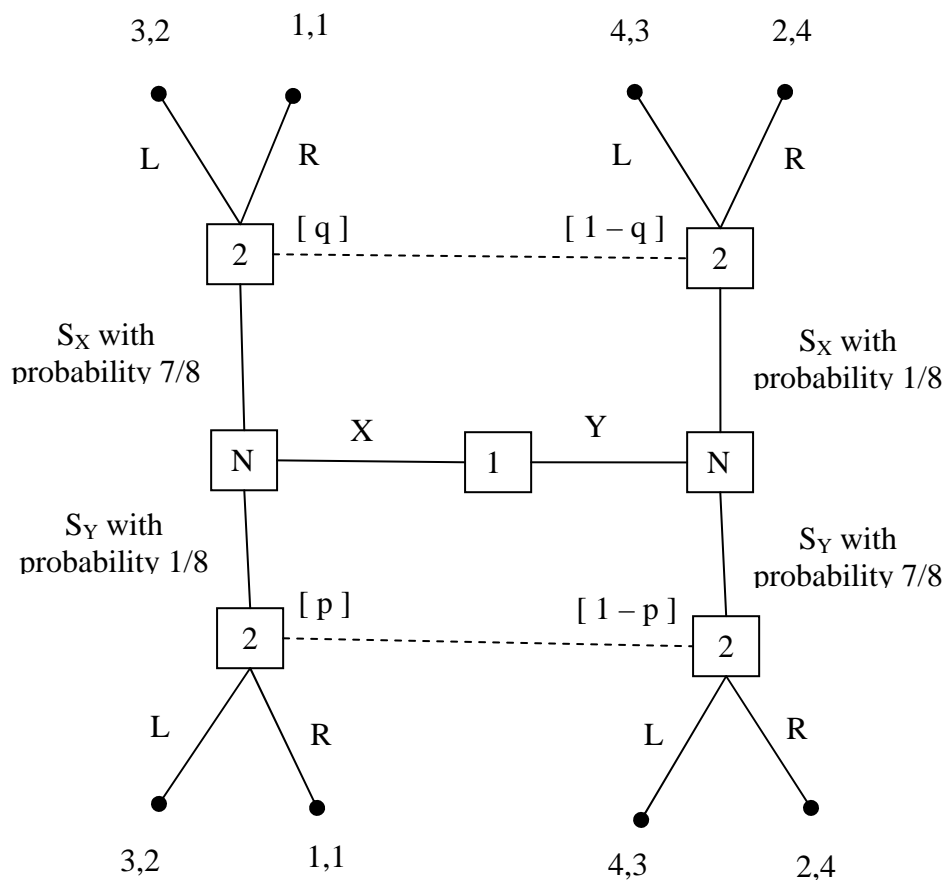 3,2 1,1 4,3 2,4
L R L R
[ q ] [ 1 – q ]
2 2
S_X with probability 7/8
S_X with probability 1/8
X Y
N 1 N
S_Y with probability 1/8
S_Y with probability 7/8
[ p ] [ 1 – p ]
2 2
L R L R
3,2 1,1 4,3 2,4